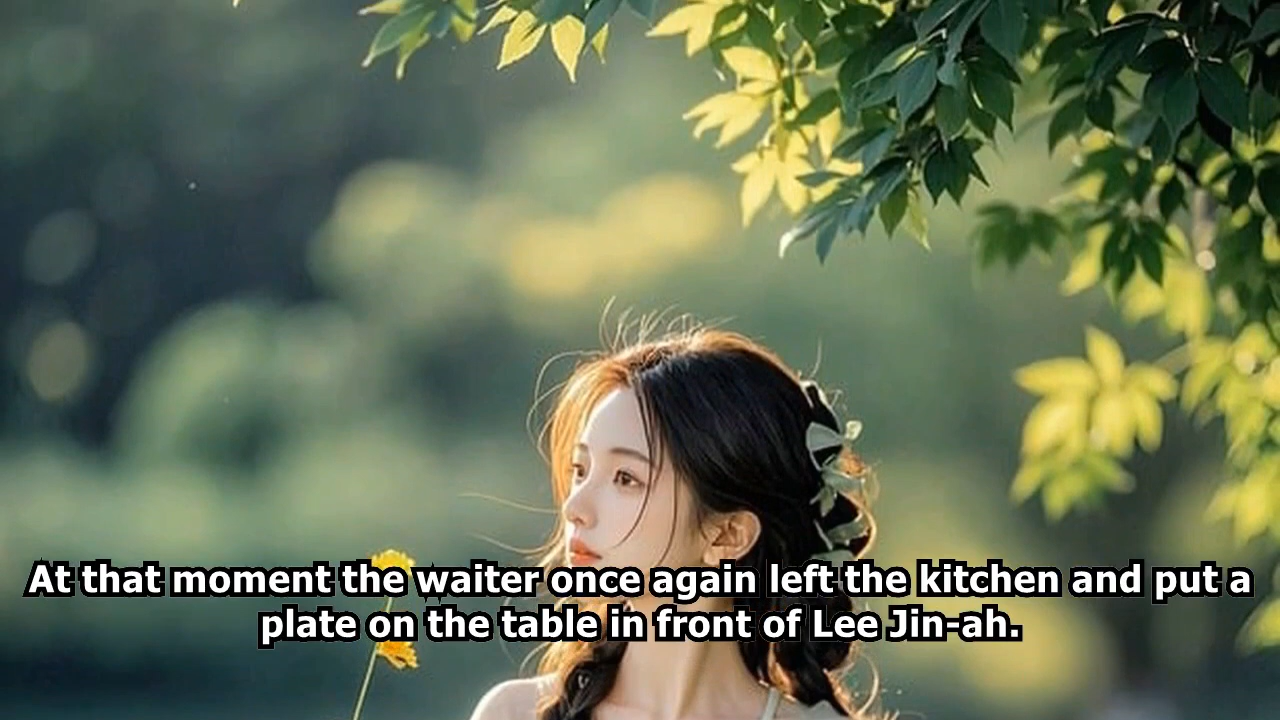 At that moment the waiter once again left the kitchen and put a
plate on the table in front of Lee Jin-ah.